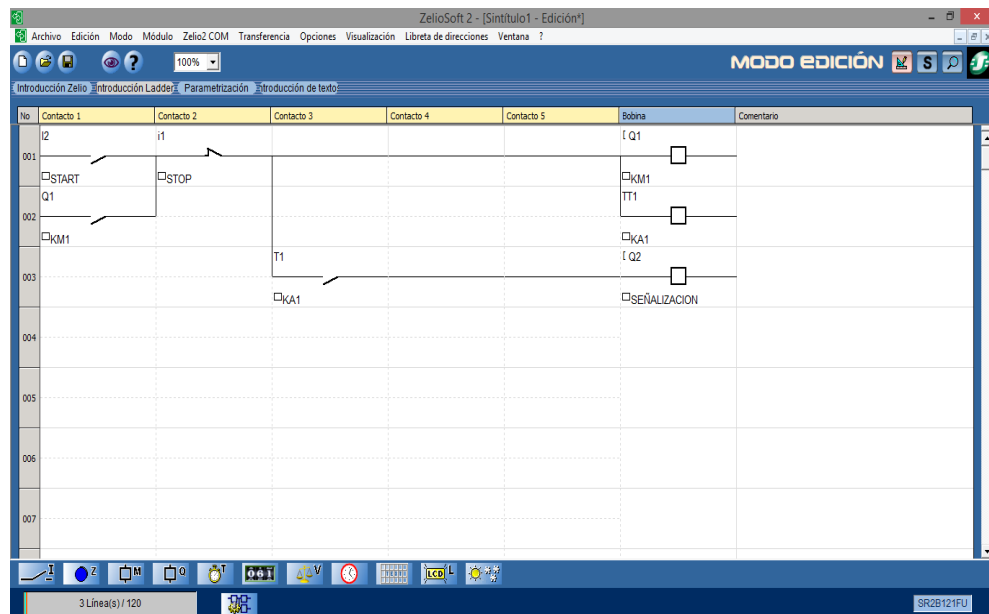 ZelioSoft 2 - [Sintítulo1 - Edición*]
Archivo Edición Modo Módulo Zelio2 COM Transferencia Opciones Visualización Libreta de direcciones Ventana ?
100% MODO EDICIÓN S
Introducción Zelio Introducción Ladder Parametrización Introducción de texto
No Contacto 1 Contacto 2 Contacto 3 Contacto 4 Contacto 5 Bobina Comentario
I2 i1 [ Q1
001
START STOP KM1
Q1 TT1
002
KM1 KA1
T1 [ Q2
003
KA1 SEÑALIZACION
004
005
006
007
I Z M Q T V LCD L
3 Línea(s) / 120 SR2B121FU